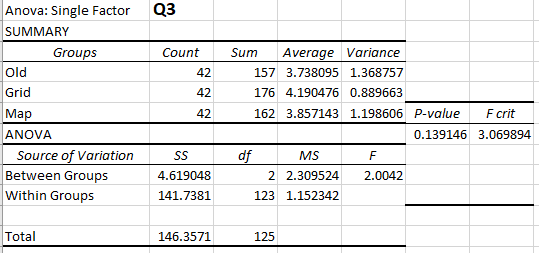 Anova: Single Factor Q3
SUMMARY
Groups Count Sum Average Variance
Old 42 157 3.738095 1.368757
Grid 42 176 4.190476 0.889663
Map 42 162 3.857143 1.198606 P-value F crit
ANOVA 0.139146 3.069894
Source of Variation SS df MS F
Between Groups 4.619048 2 2.309524 2.0042
Within Groups 141.7381 123 1.152342
Total 146.3571 125